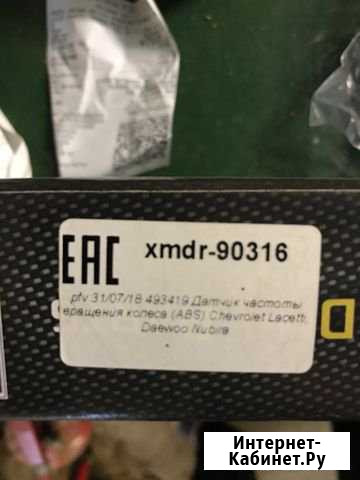 EAC xmdr-90316
ptv 31/07/18 493419 Датчик частоты
вращения колеса (ABS) Chevrolet Lacetti,
Daewoo Nubira
D
Интернет-
Кабинет.Ру